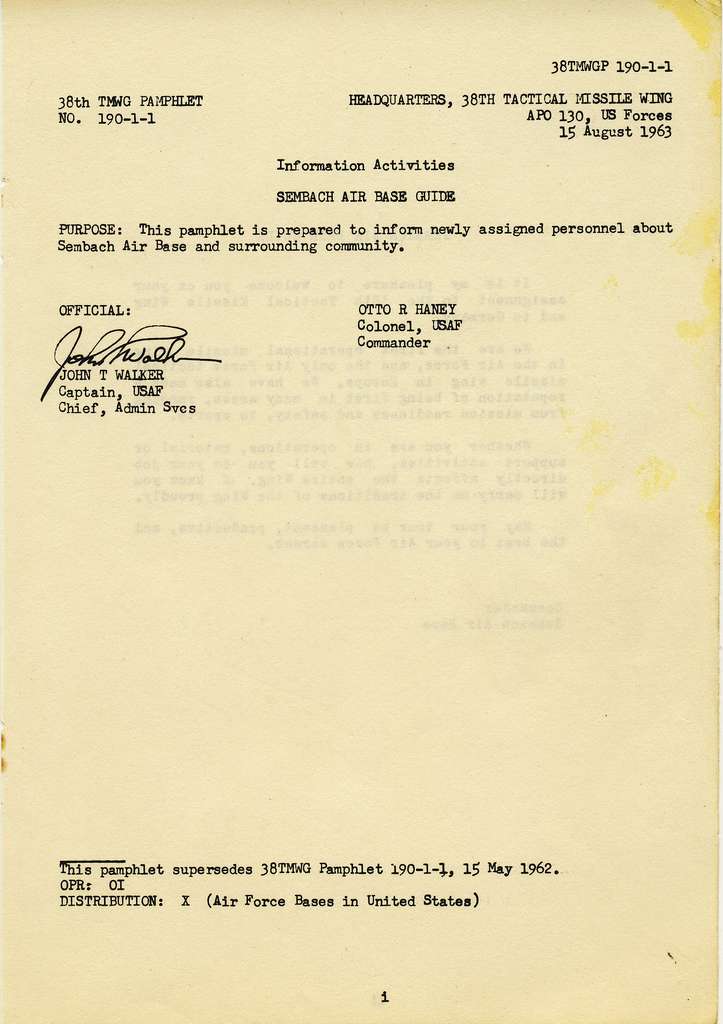 38TMWGP 190-1-1
38th TMWG PAMPHLET
NO. 190-1-1
HEADQUARTERS, 38TH TACTICAL MISSILE WING
APO 130, US Forces
15 August 1963
Information Activities
SEMBACH AIR BASE GUIDE
PURPOSE: This pamphlet is prepared to inform newly assigned personnel about
Sembach Air Base and surrounding community.
OFFICIAL:
John T Walker
JOHN T WALKER
Captain, USAF
Chief, Admin Svcs
OTTO R HANEY
Colonel, USAF
Commander
This pamphlet supersedes 38TMWG Pamphlet 190-1-1, 15 May 1962.
OPR: OI
DISTRIBUTION: X (Air Force Bases in United States)
i